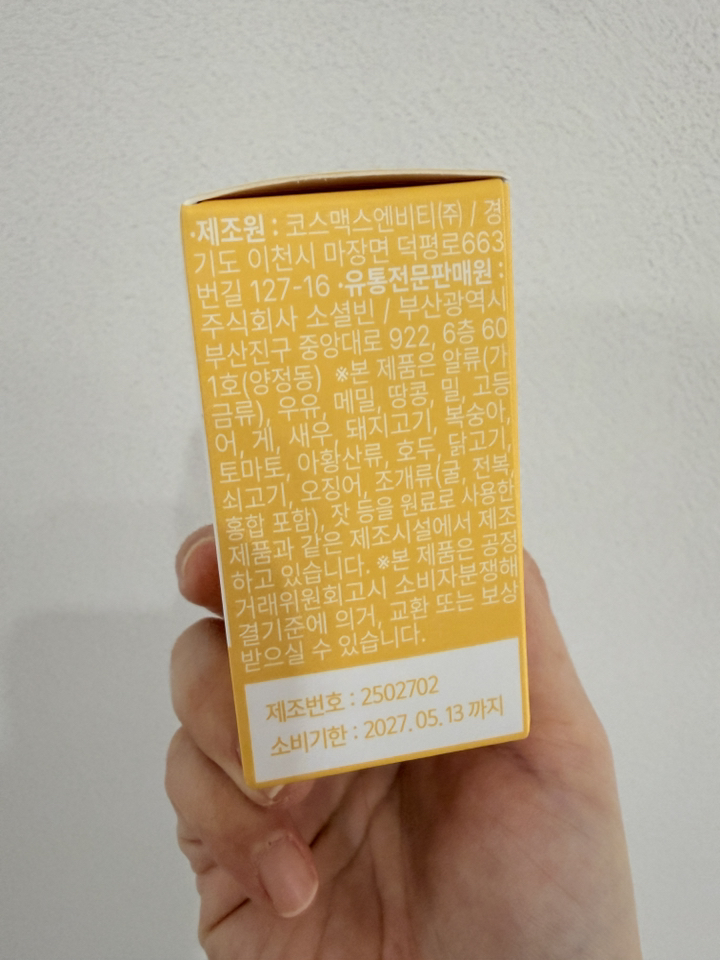 ·제조원 : 코스맥스엔비티(주) / 경
기도 이천시 마장면 덕평로663
번길 127-16 ·유통전문판매원 :
주식회사 소셜빈 / 부산광역시
부산진구 중앙대로 922, 6층 60
1호(양정동) ※본 제품은 알류(가
금류), 우유, 메밀, 땅콩, 밀, 고등
어, 게, 새우, 돼지고기, 복숭아,
토마토, 아황산류, 호두, 닭고기,
쇠고기, 오징어, 조개류(굴, 전복,
홍합 포함), 잣 등을 원료로 사용한
제품과 같은 제조시설에서 제조
하고 있습니다. ※본 제품은 공정
거래위원회고시 소비자분쟁해
결기준에 의거, 교환 또는 보상
받으실 수 있습니다.
제조번호 : 2502702
소비기한 : 2027. 05. 13 까지